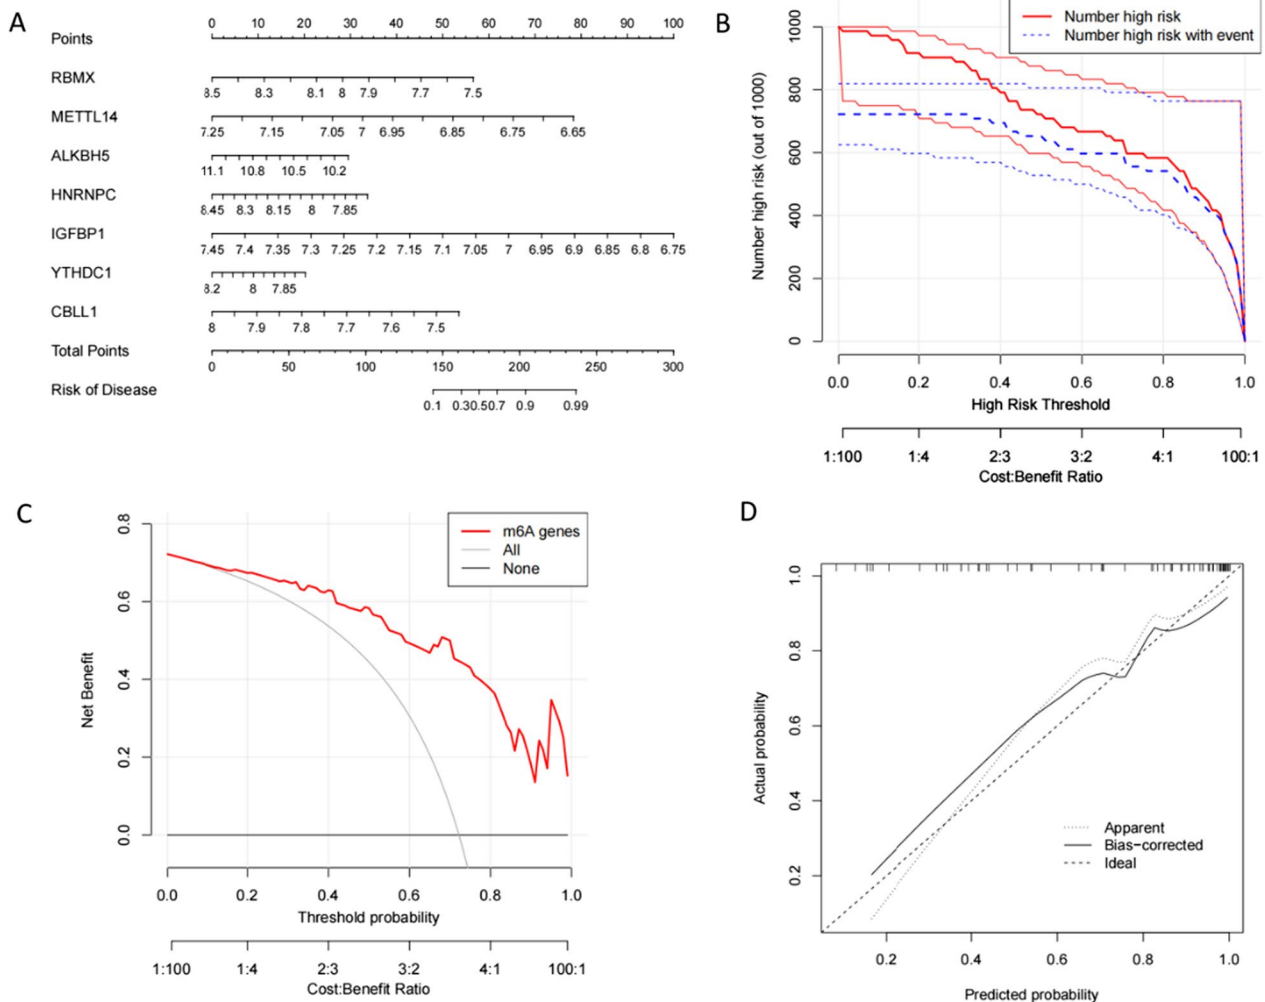 A
Points
0 10 20 30 40 50 60 70 80 90 100
RBMX
8.5 8.3 8.1 8 7.9 7.7 7.5
METTL14
7.25 7.15 7.05 7 6.95 6.85 6.75 6.65
ALKBH5
11.1 10.8 10.5 10.2
HNRNPC
8.45 8.3 8.15 8 7.85
IGFBP1
7.45 7.4 7.35 7.3 7.25 7.2 7.15 7.1 7.05 7 6.95 6.9 6.85 6.8 6.75
YTHDC1
8.2 8 7.85
CBLL1
8 7.9 7.8 7.7 7.6 7.5
Total Points
0 50 100 150 200 250 300
Risk of Disease
0.1 0.30.50.7 0.9 0.99
B
Number high risk
Number high risk with event
Number high risk (out of 1000)
1000
800
600
400
200
0
0.0 0.2 0.4 0.6 0.8 1.0
High Risk Threshold
1:100 1:4 2:3 3:2 4:1 100:1
Cost:Benefit Ratio
C
m6A genes
All
None
Net Benefit
0.8
0.6
0.4
0.2
0.0
0.0 0.2 0.4 0.6 0.8 1.0
Threshold probability
1:100 1:4 2:3 3:2 4:1 100:1
Cost:Benefit Ratio
D
Actual probability
1.0
0.8
0.6
0.4
0.2
Apparent
Bias−corrected
Ideal
0.2 0.4 0.6 0.8 1.0
Predicted probability